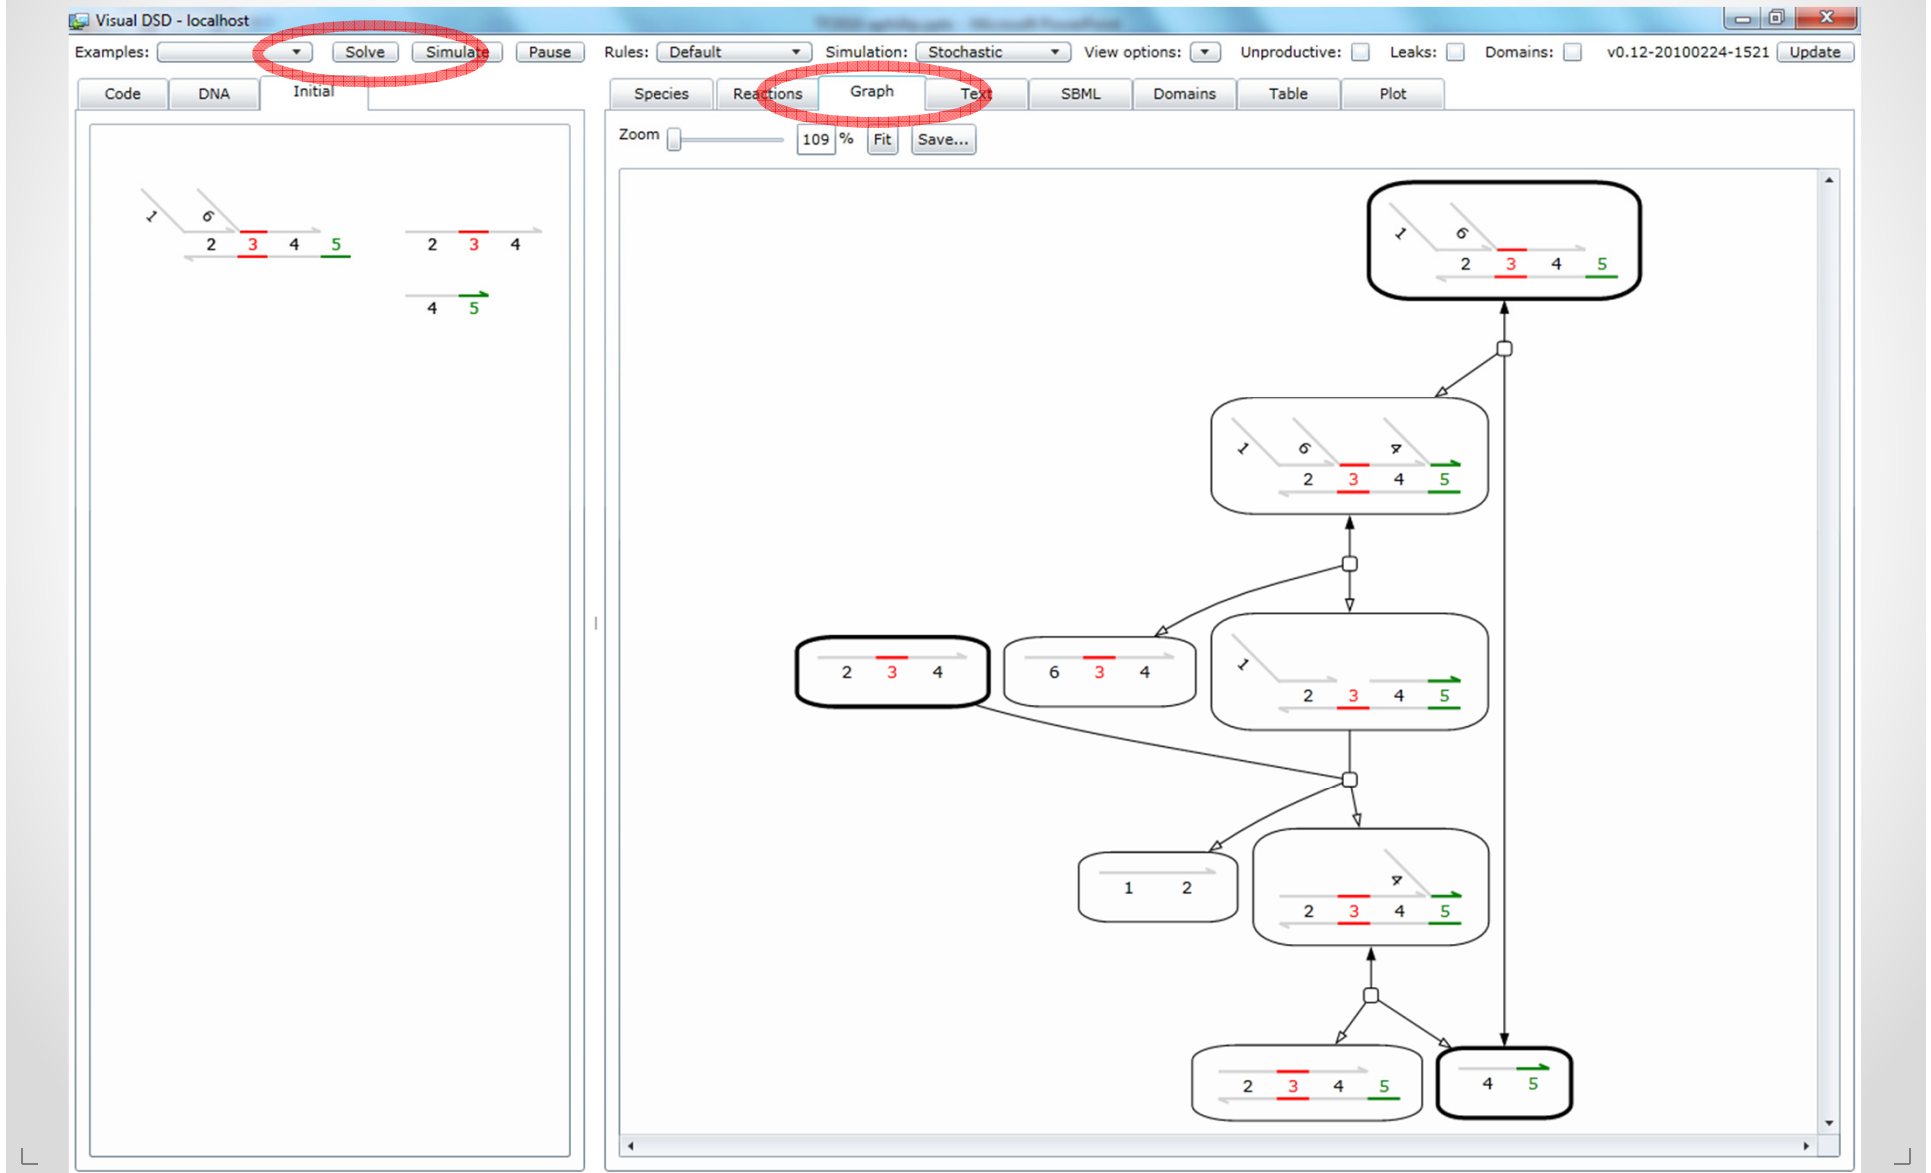 Visual DSD - localhost
Examples: Solve Simulate Pause Rules: Default Simulation: Stochastic View options: Unproductive: Leaks: Domains: v0.12-20100224-1521 Update
Code DNA Initial
Species Reactions Graph Text SBML Domains Table Plot
Zoom 109 % Fit Save...
1 6
2 3 4 5
2 3 4
4 5
1 6
2 3 4 5
1 6 4
2 3 4 5
2 3 4
6 3 4
1
2 3 4 5
1 2
4
2 3 4 5
2 3 4 5
4 5